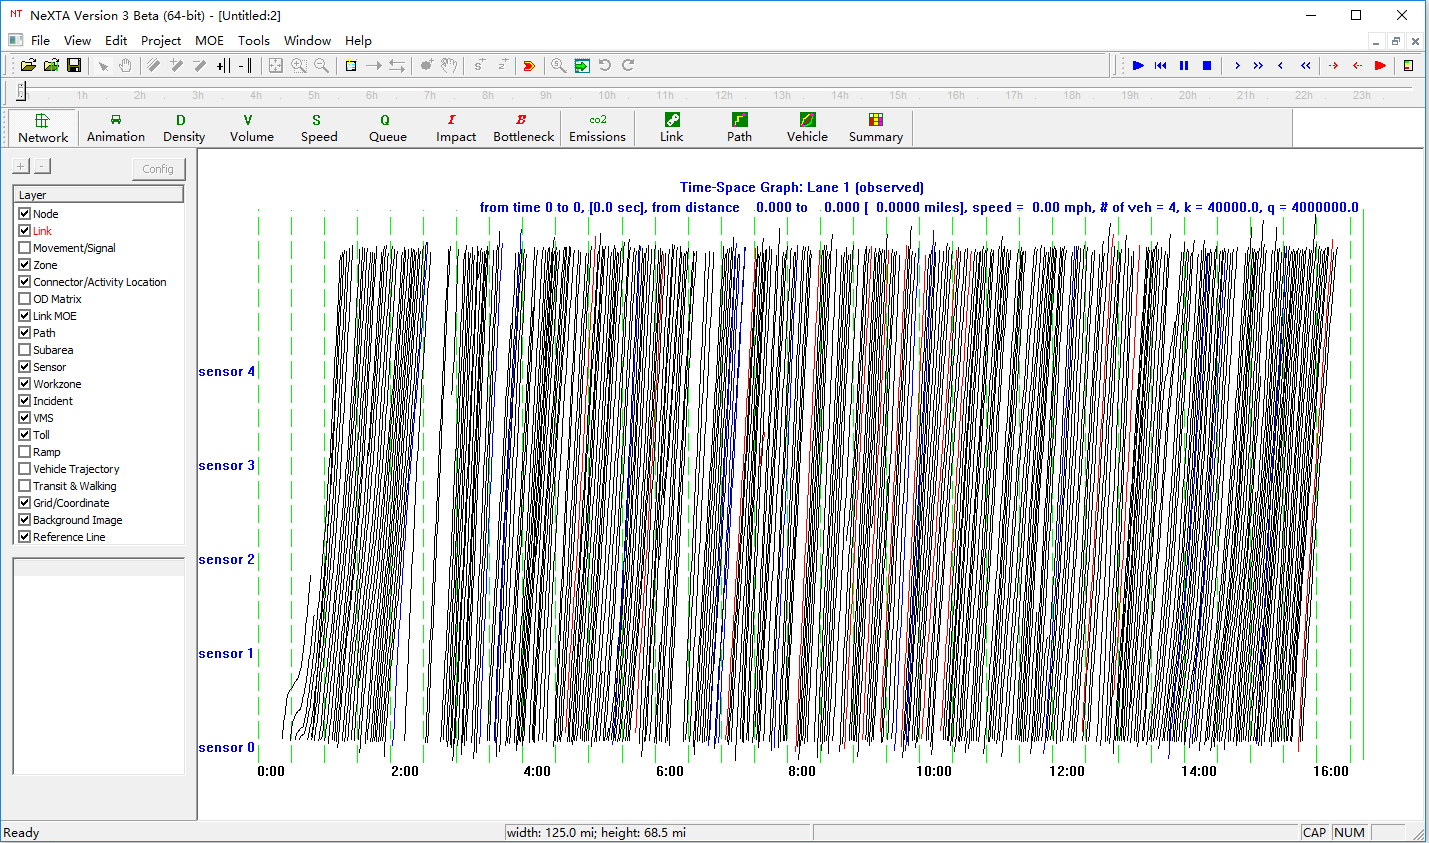 NeXTA Version 3 Beta (64-bit) - [Untitled:2]
File View Edit Project MOE Tools Window Help
1h 2h 3h 4h 5h 6h 7h 8h 9h 10h 11h 12h 13h 14h 15h 16h 17h 18h 19h 20h 21h 22h 23h
D V S Q I B co2
Network Animation Density Volume Speed Queue Impact Bottleneck Emissions Link Path Vehicle Summary
+ - Config
Layer
Node
Link
Movement/Signal
Zone
Connector/Activity Location
OD Matrix
Link MOE
Path
Subarea
Sensor
Workzone
Incident
VMS
Toll
Ramp
Vehicle Trajectory
Transit & Walking
Grid/Coordinate
Background Image
Reference Line
Time-Space Graph: Lane 1 (observed)
from time 0 to 0, [0.0 sec], from distance 0.000 to 0.000 [ 0.0000 miles], speed = 0.00 mph, # of veh = 4, k = 40000.0, q = 4000000.0
sensor 4
sensor 3
sensor 2
sensor 1
sensor 0
0:00 2:00 4:00 6:00 8:00 10:00 12:00 14:00 16:00
Ready width: 125.0 mi; height: 68.5 mi CAP NUM